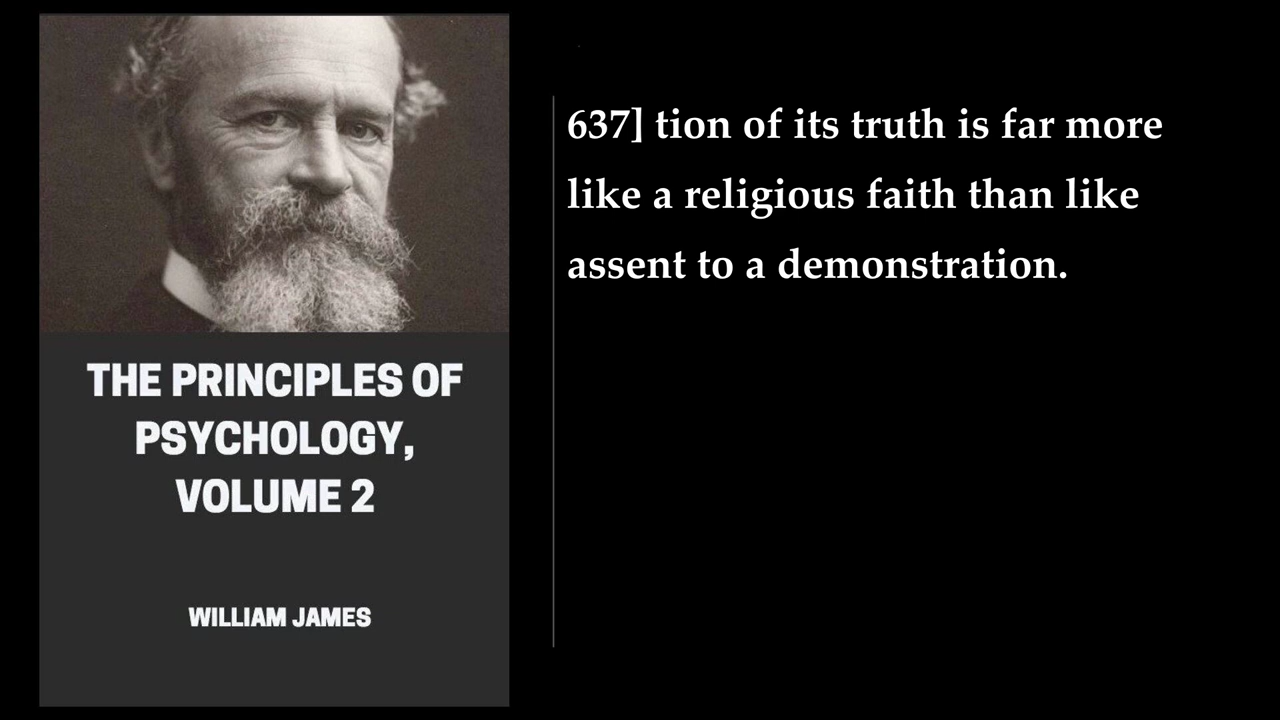 THE PRINCIPLES OF
PSYCHOLOGY,
VOLUME 2
WILLIAM JAMES
637] tion of its truth is far more
like a religious faith than like
assent to a demonstration.